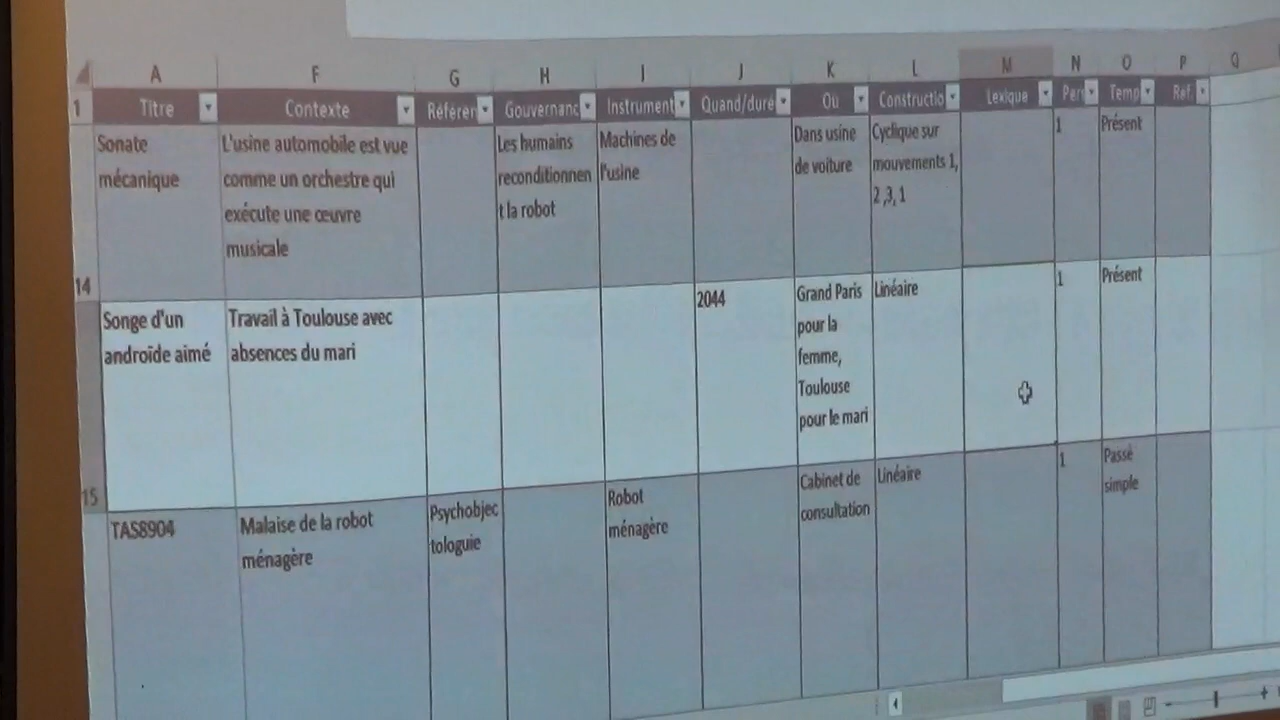 A F G H I J K L M N O P Q
1 Titre Contexte Référen Gouvernanc Instrument Quand/duré Où Constructio Lexique Per Temp Ref.
Sonate mécanique
L'usine automobile est vue
comme un orchestre qui
exécute une œuvre
musicale
Les humains
reconditionnen
t la robot
Machines de
l'usine
Dans usine
de voiture
Cyclique sur
mouvements 1,
2 ,3, 1
1
Présent
14
Songe d'un
androïde aimé
Travail à Toulouse avec
absences du mari
2044
Grand Paris
pour la
femme,
Toulouse
pour le mari
Linéaire
1
Présent
15
TAS8904
Malaise de la robot
ménagère
Psychobjec
tologuie
Robot
ménagère
Cabinet de
consultation
Linéaire
1
Passé
simple